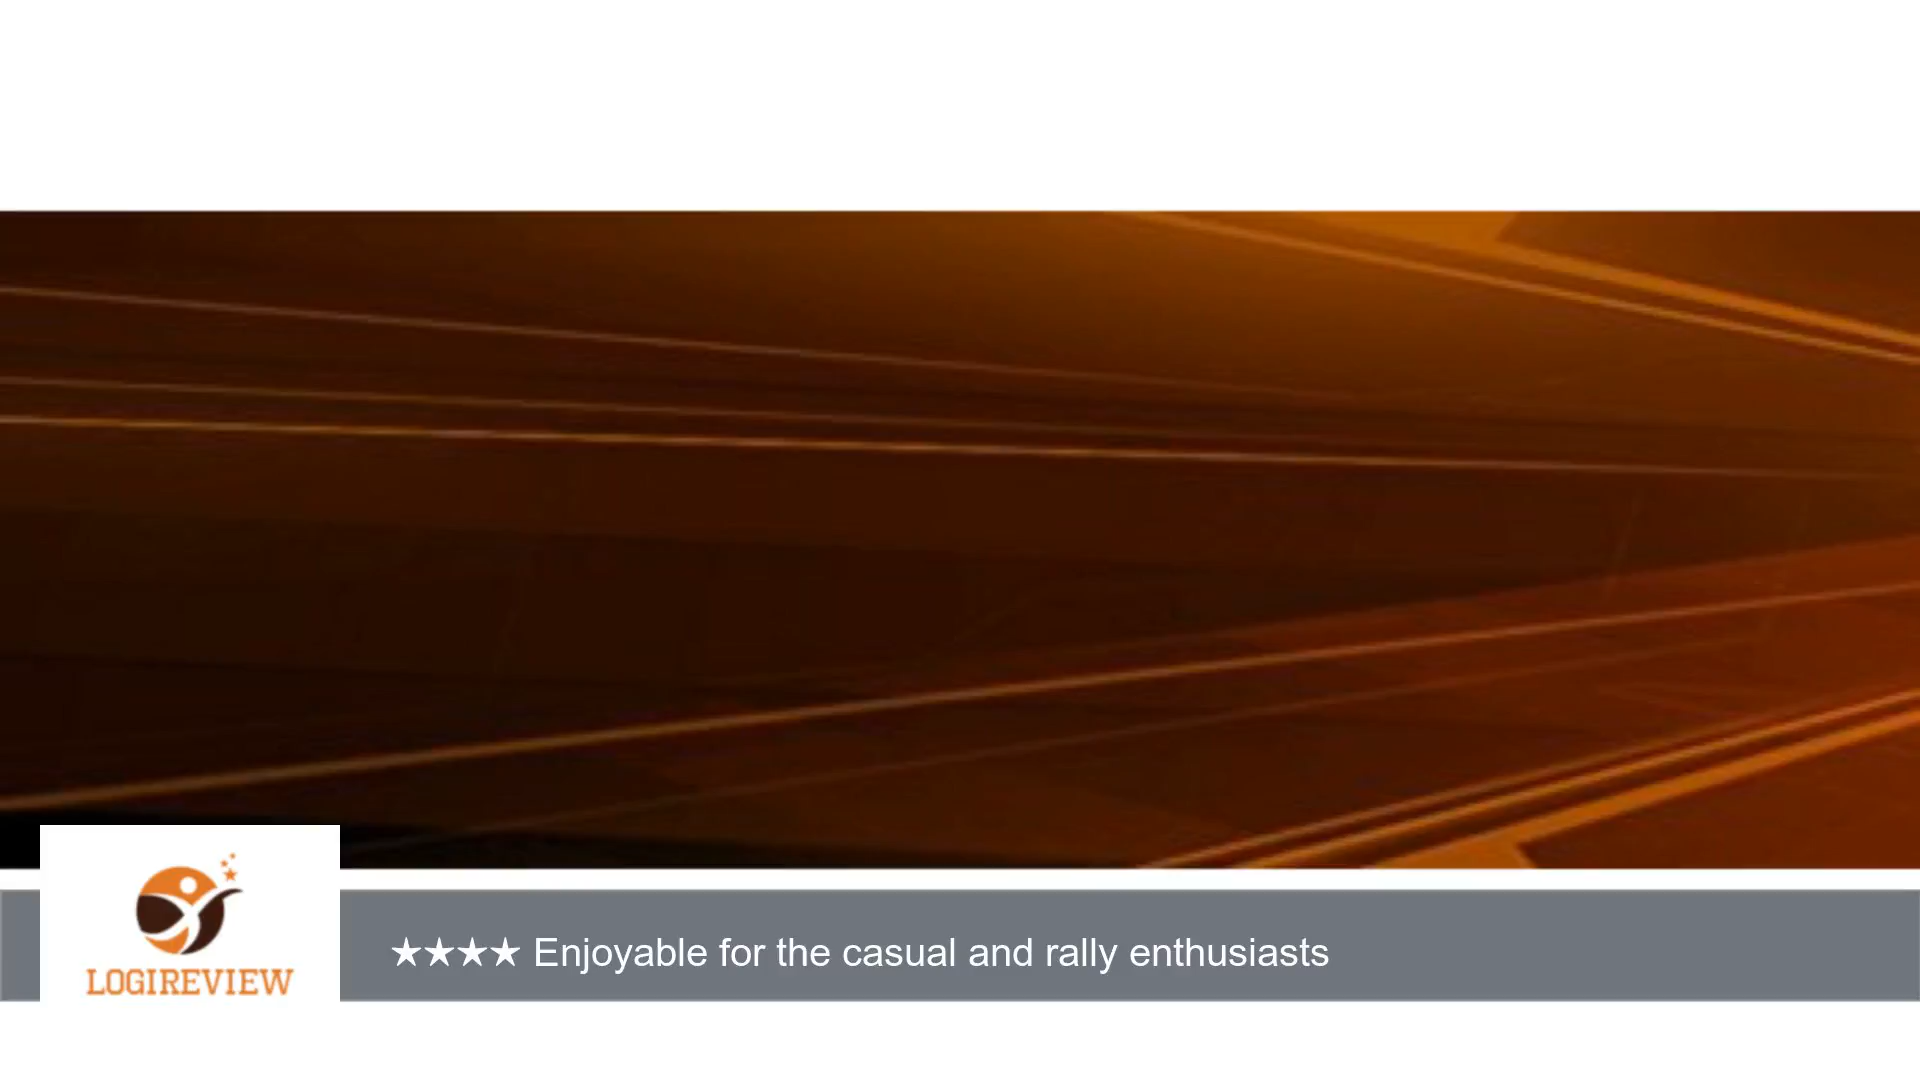 ★★★★ Enjoyable for the casual and rally enthusiasts
LOGIREVIEW